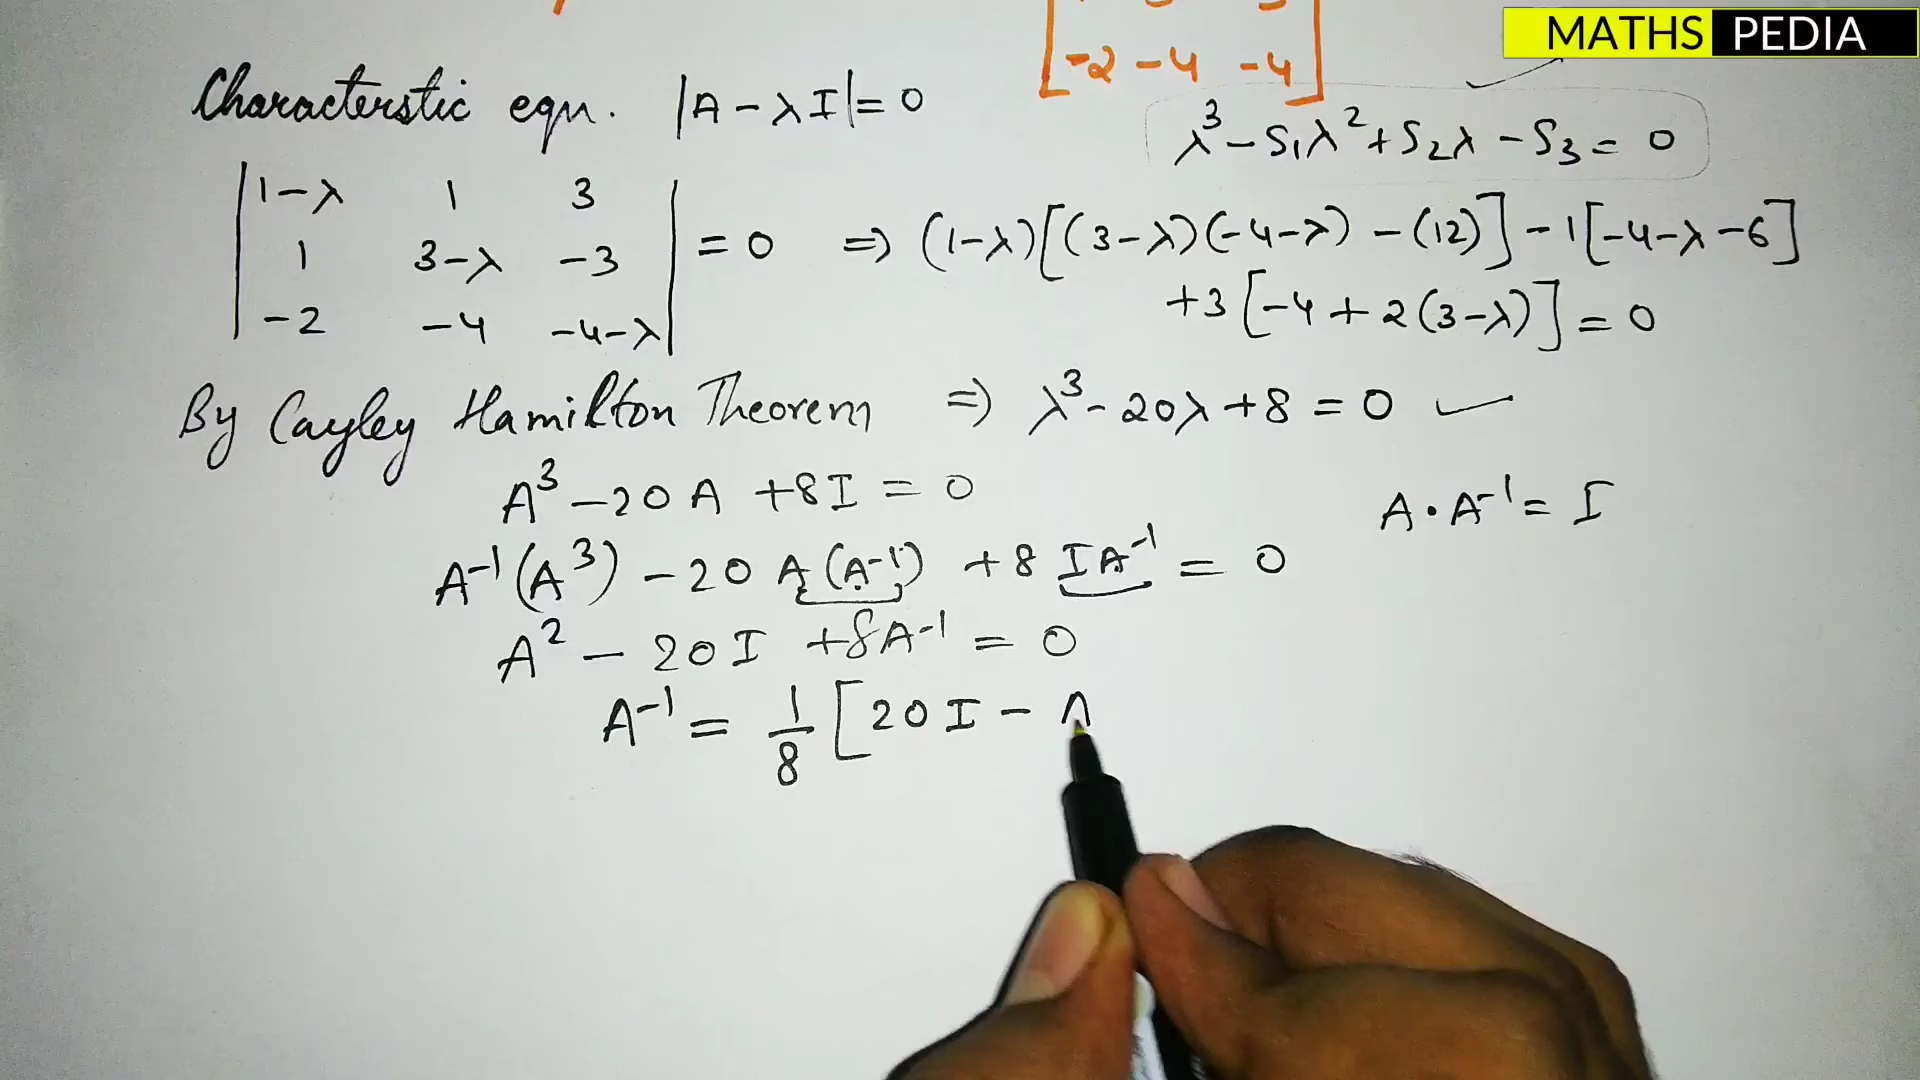 MATHS PEDIA
-2 -4 -4
Characterstic eqn. |A-λI|=0
λ³-S₁λ²+S₂λ-S₃=0
|1-λ 1 3|
|1 3-λ -3| =0 ⇒ (1-λ)[(3-λ)(-4-λ)-(12)]-1[-4-λ-6]
|-2 -4 -4-λ|
+3[-4+2(3-λ)]=0
By Cayley Hamilton Theorem ⇒ λ³-20λ+8=0 ✓
A³-20A+8I=0
A·A⁻¹=I
A⁻¹(A³)-20A(A⁻¹)+8IA⁻¹=0
A²-20I+8A⁻¹=0
A⁻¹=1/8[20I-A